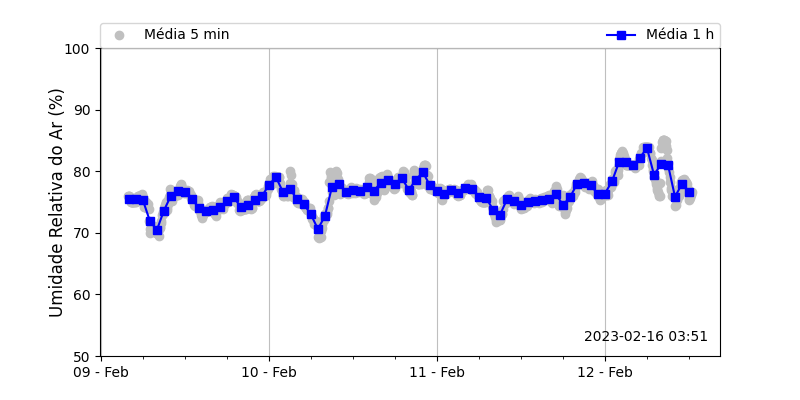 Média 5 min
Média 1 h
Umidade Relativa do Ar (%)
100
90
80
70
60
50
2023-02-16 03:51
09 - Feb
10 - Feb
11 - Feb
12 - Feb